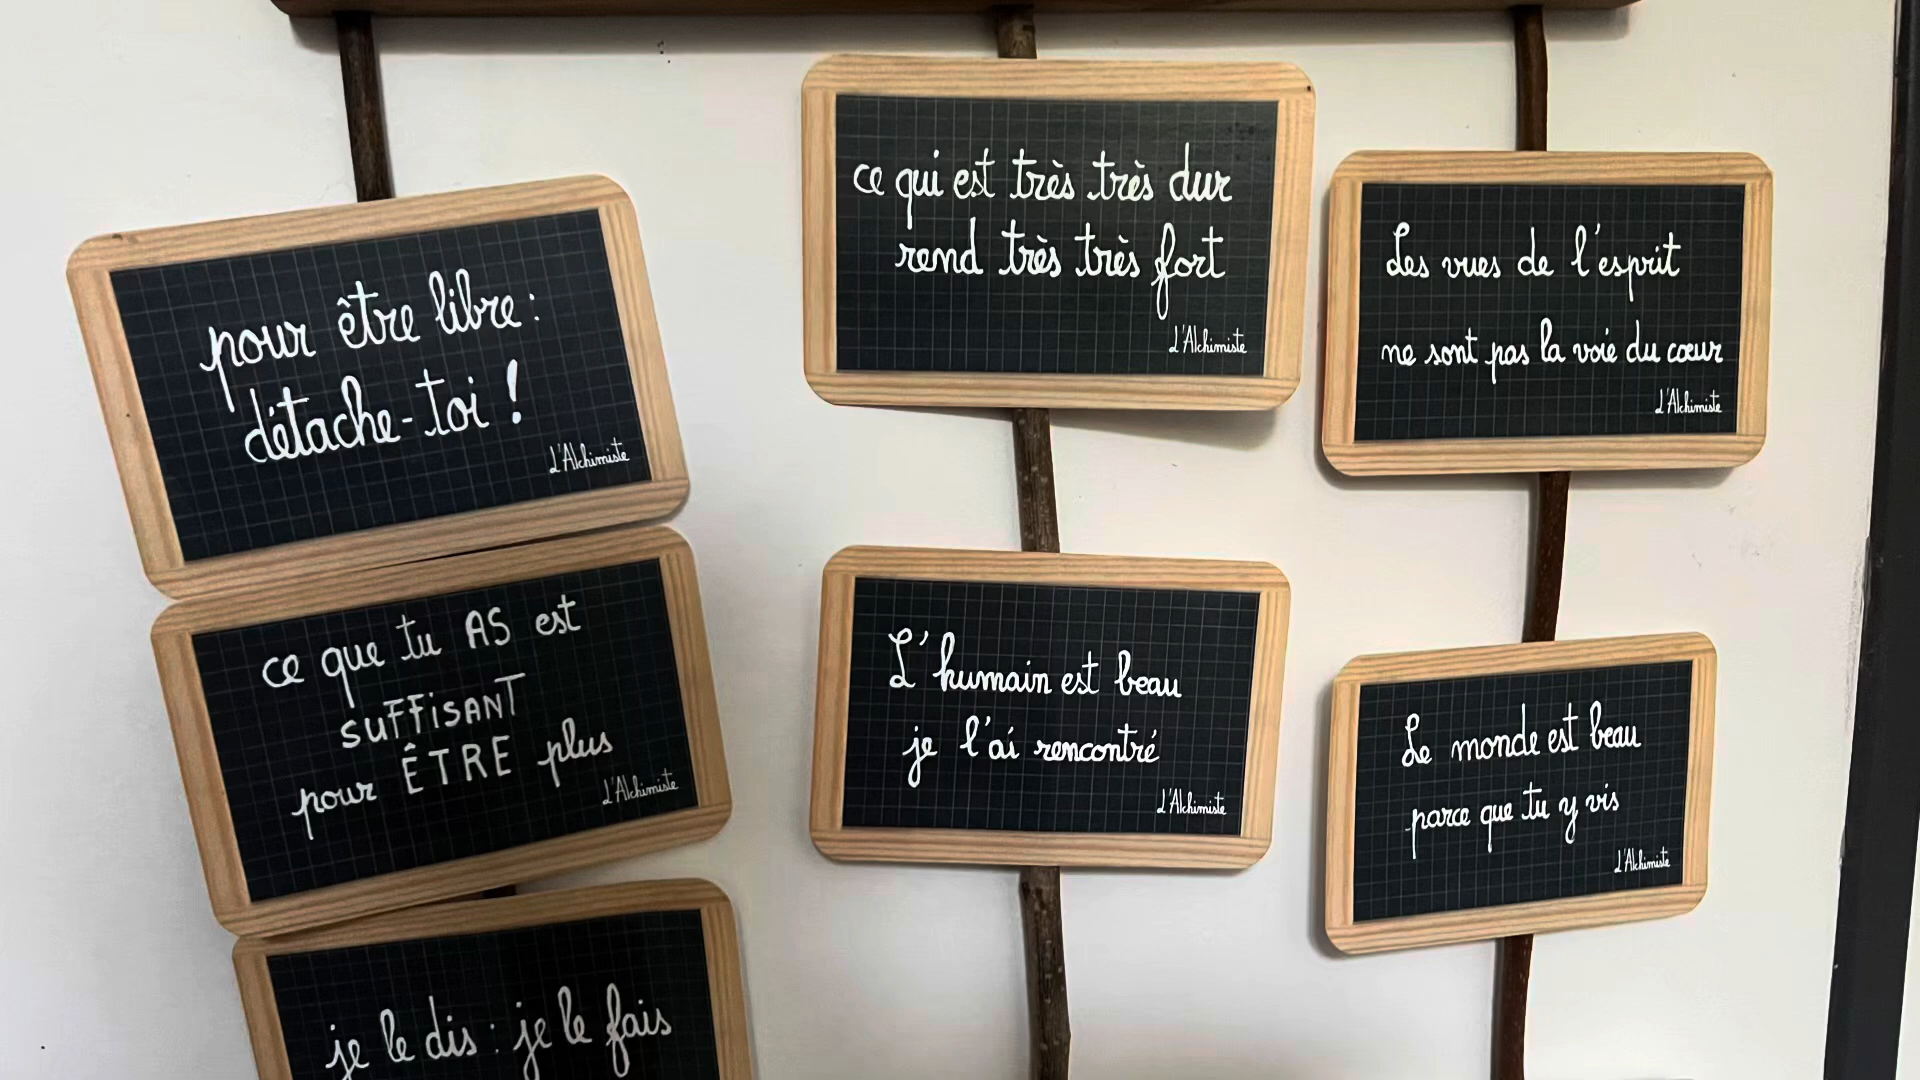 pour être libre :
détache-toi !
L'Alchimiste
ce que tu AS est
SUFFiSANT
pour ÊTRE plus
L'Alchimiste
je le dis : je le fais
ce qui est très très dur
rend très très fort
L'Alchimiste
L'humain est beau
je l'ai rencontré
L'Alchimiste
Les vues de l'esprit
ne sont pas la voie du cœur
L'Alchimiste
Le monde est beau
parce que tu y vis
L'Alchimiste